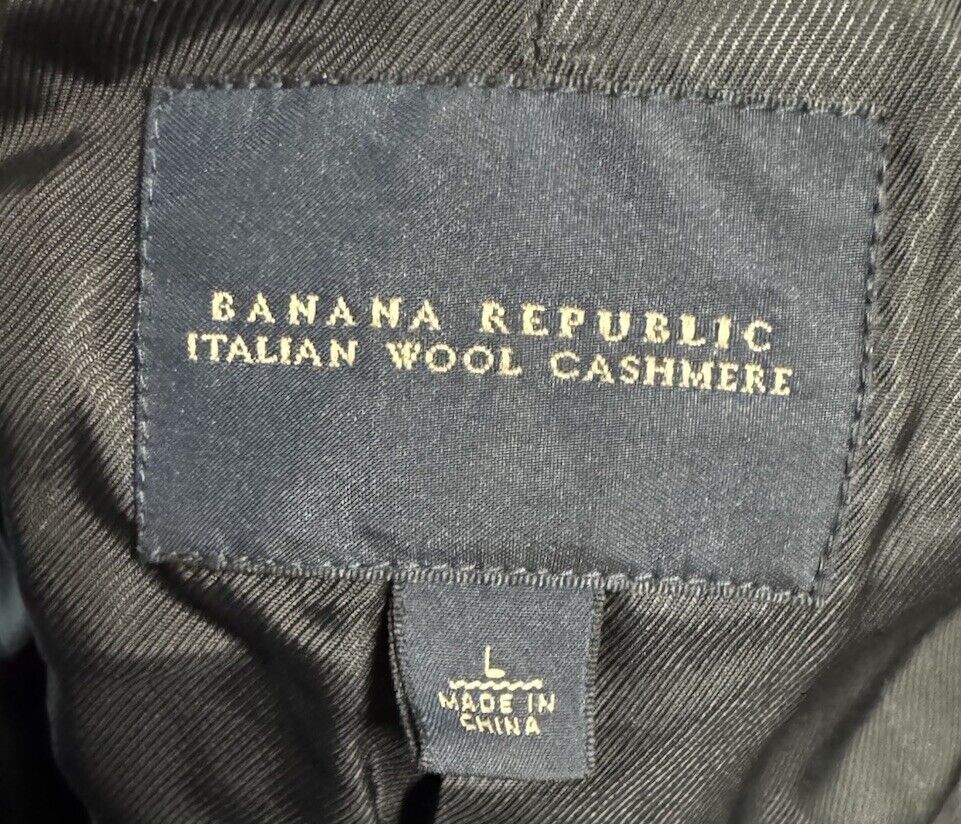 BANANA REPUBLIC
ITALIAN WOOL CASHMERE
L
MADE IN
CHINA